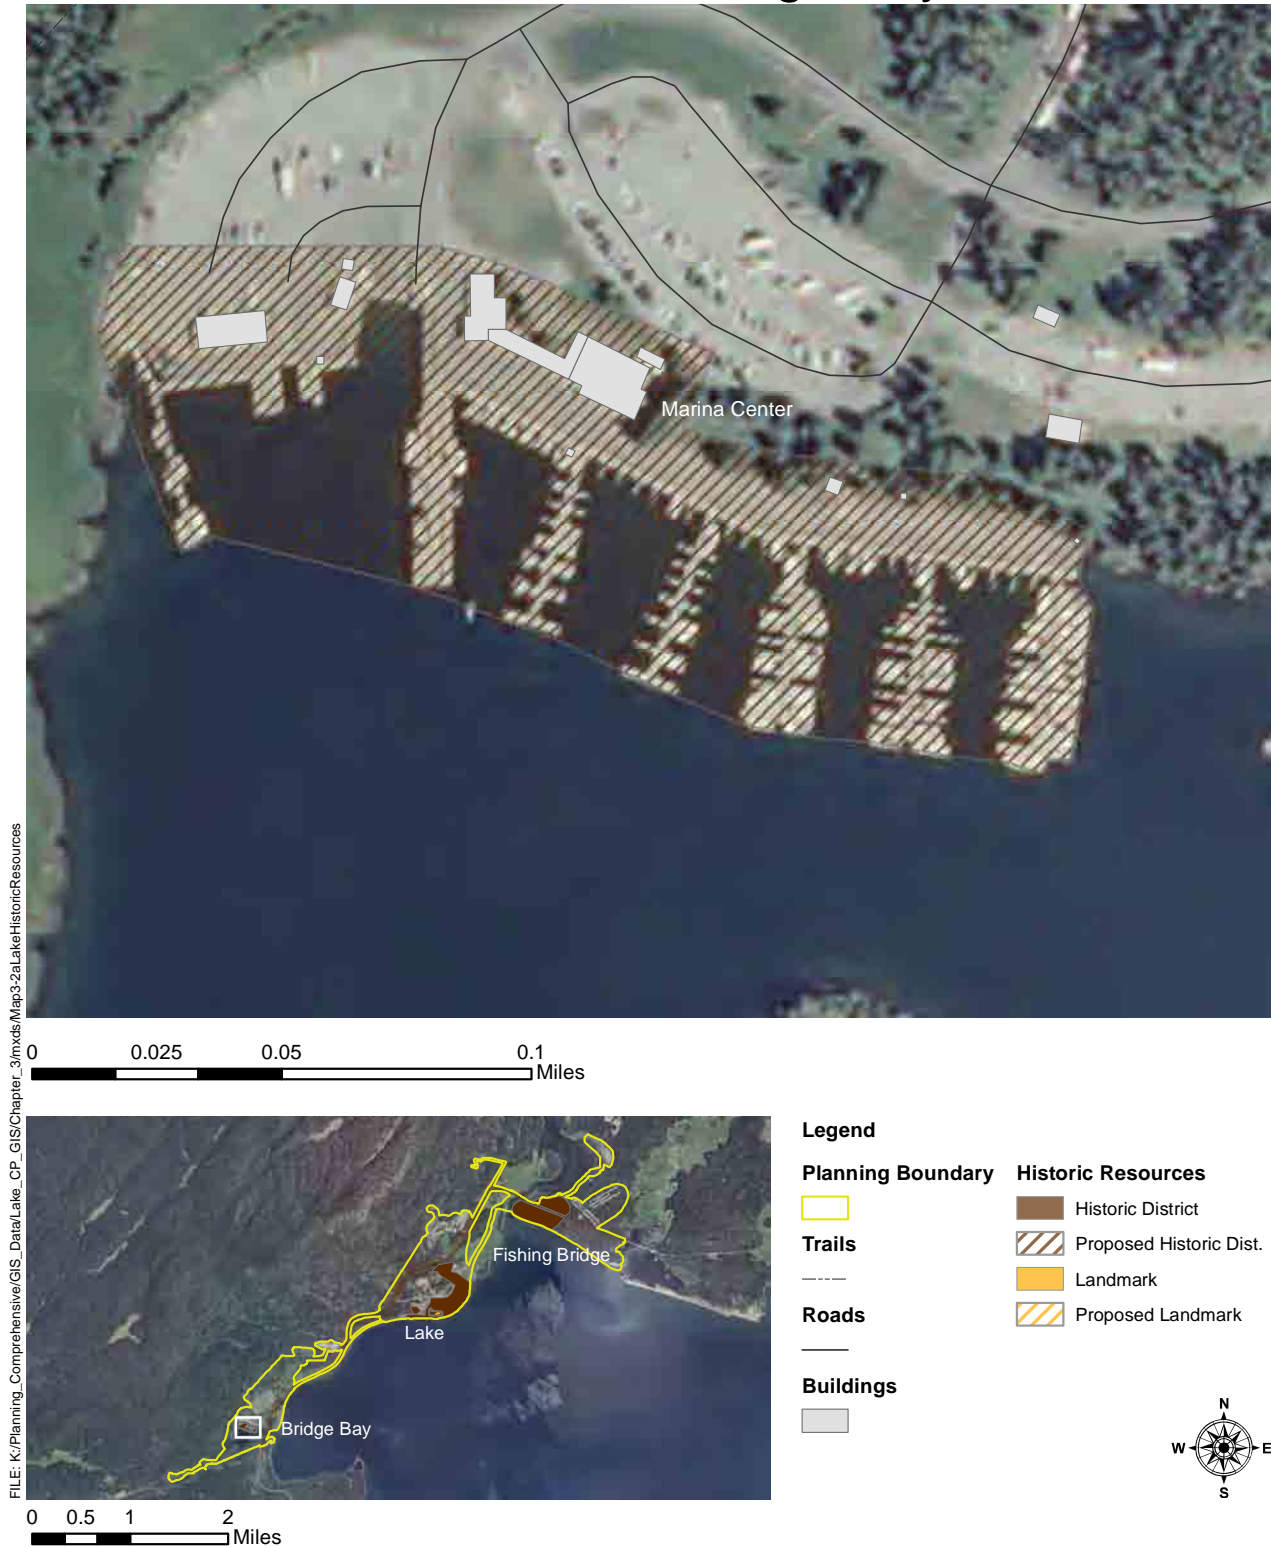 Marina Center
0 0.025 0.05 0.1
Miles
FILE: K:/Planning_Comprehensive/GIS_Data/Lake_CP_GIS/Chapter_3/mxds/Map3-2aLakeHistoricResources
Fishing Bridge
Lake
Bridge Bay
0 0.5 1 2
Miles
Legend
Planning Boundary
Trails
Roads
Buildings
Historic Resources
Historic District
Proposed Historic Dist.
Landmark
Proposed Landmark
N
W E
S